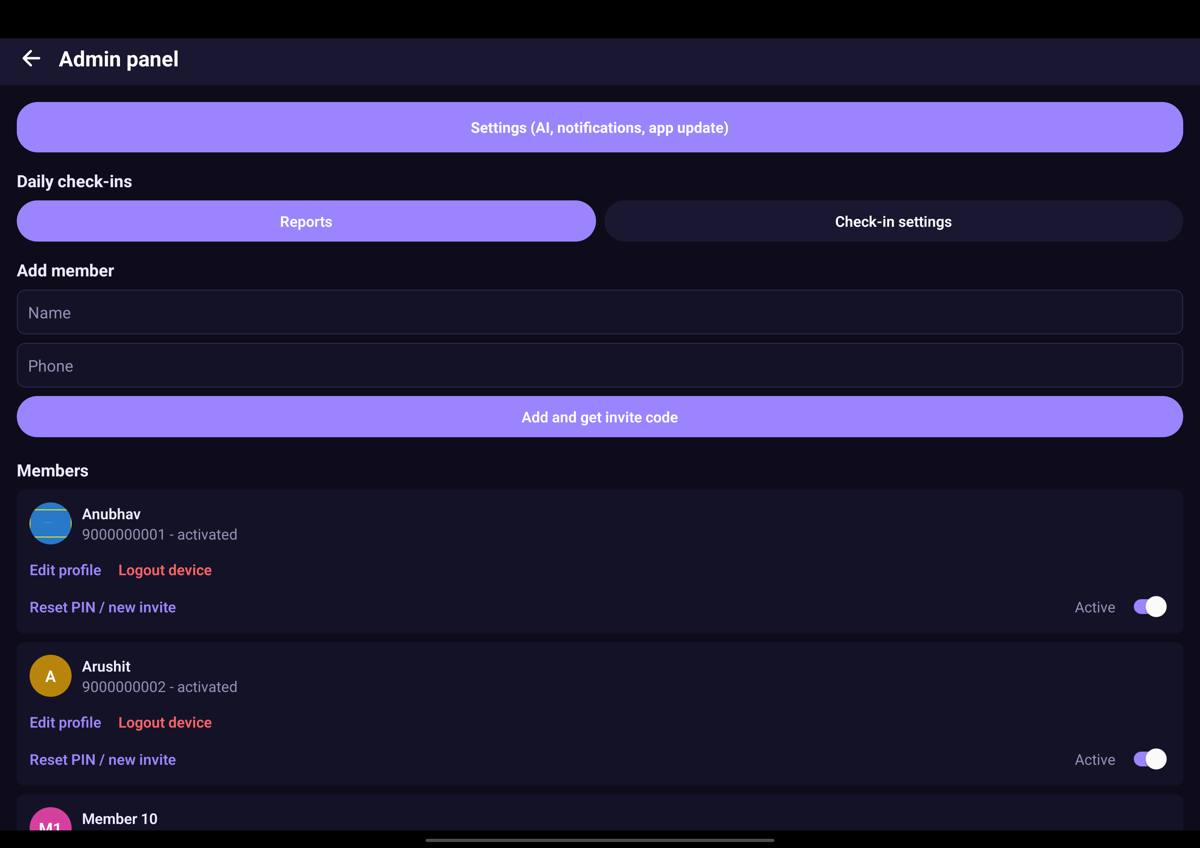 Admin panel
Settings (AI, notifications, app update)
Daily check-ins
Reports
Check-in settings
Add member
Name
Phone
Add and get invite code
Members
Anubhav
9000000001 - activated
Edit profile Logout device
Reset PIN / new invite Active
A
Arushit
9000000002 - activated
Edit profile Logout device
Reset PIN / new invite Active
M1
Member 10